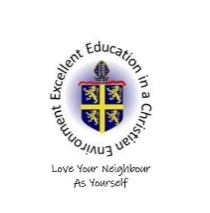 Excellent Education in a Christian Environment
Love Your Neighbour
As Yourself